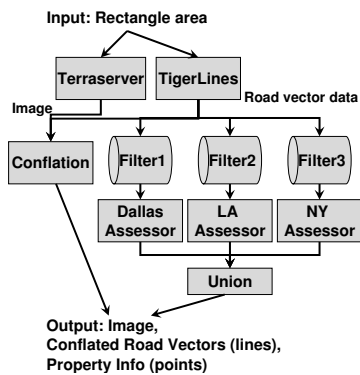 Input: Rectangle area
Terraserver
TigerLines
Image
Road vector data
Conflation
Filter1
Filter2
Filter3
Dallas
Assessor
LA
Assessor
NY
Assessor
Union
Output: Image,
Conflated Road Vectors (lines),
Property Info (points)